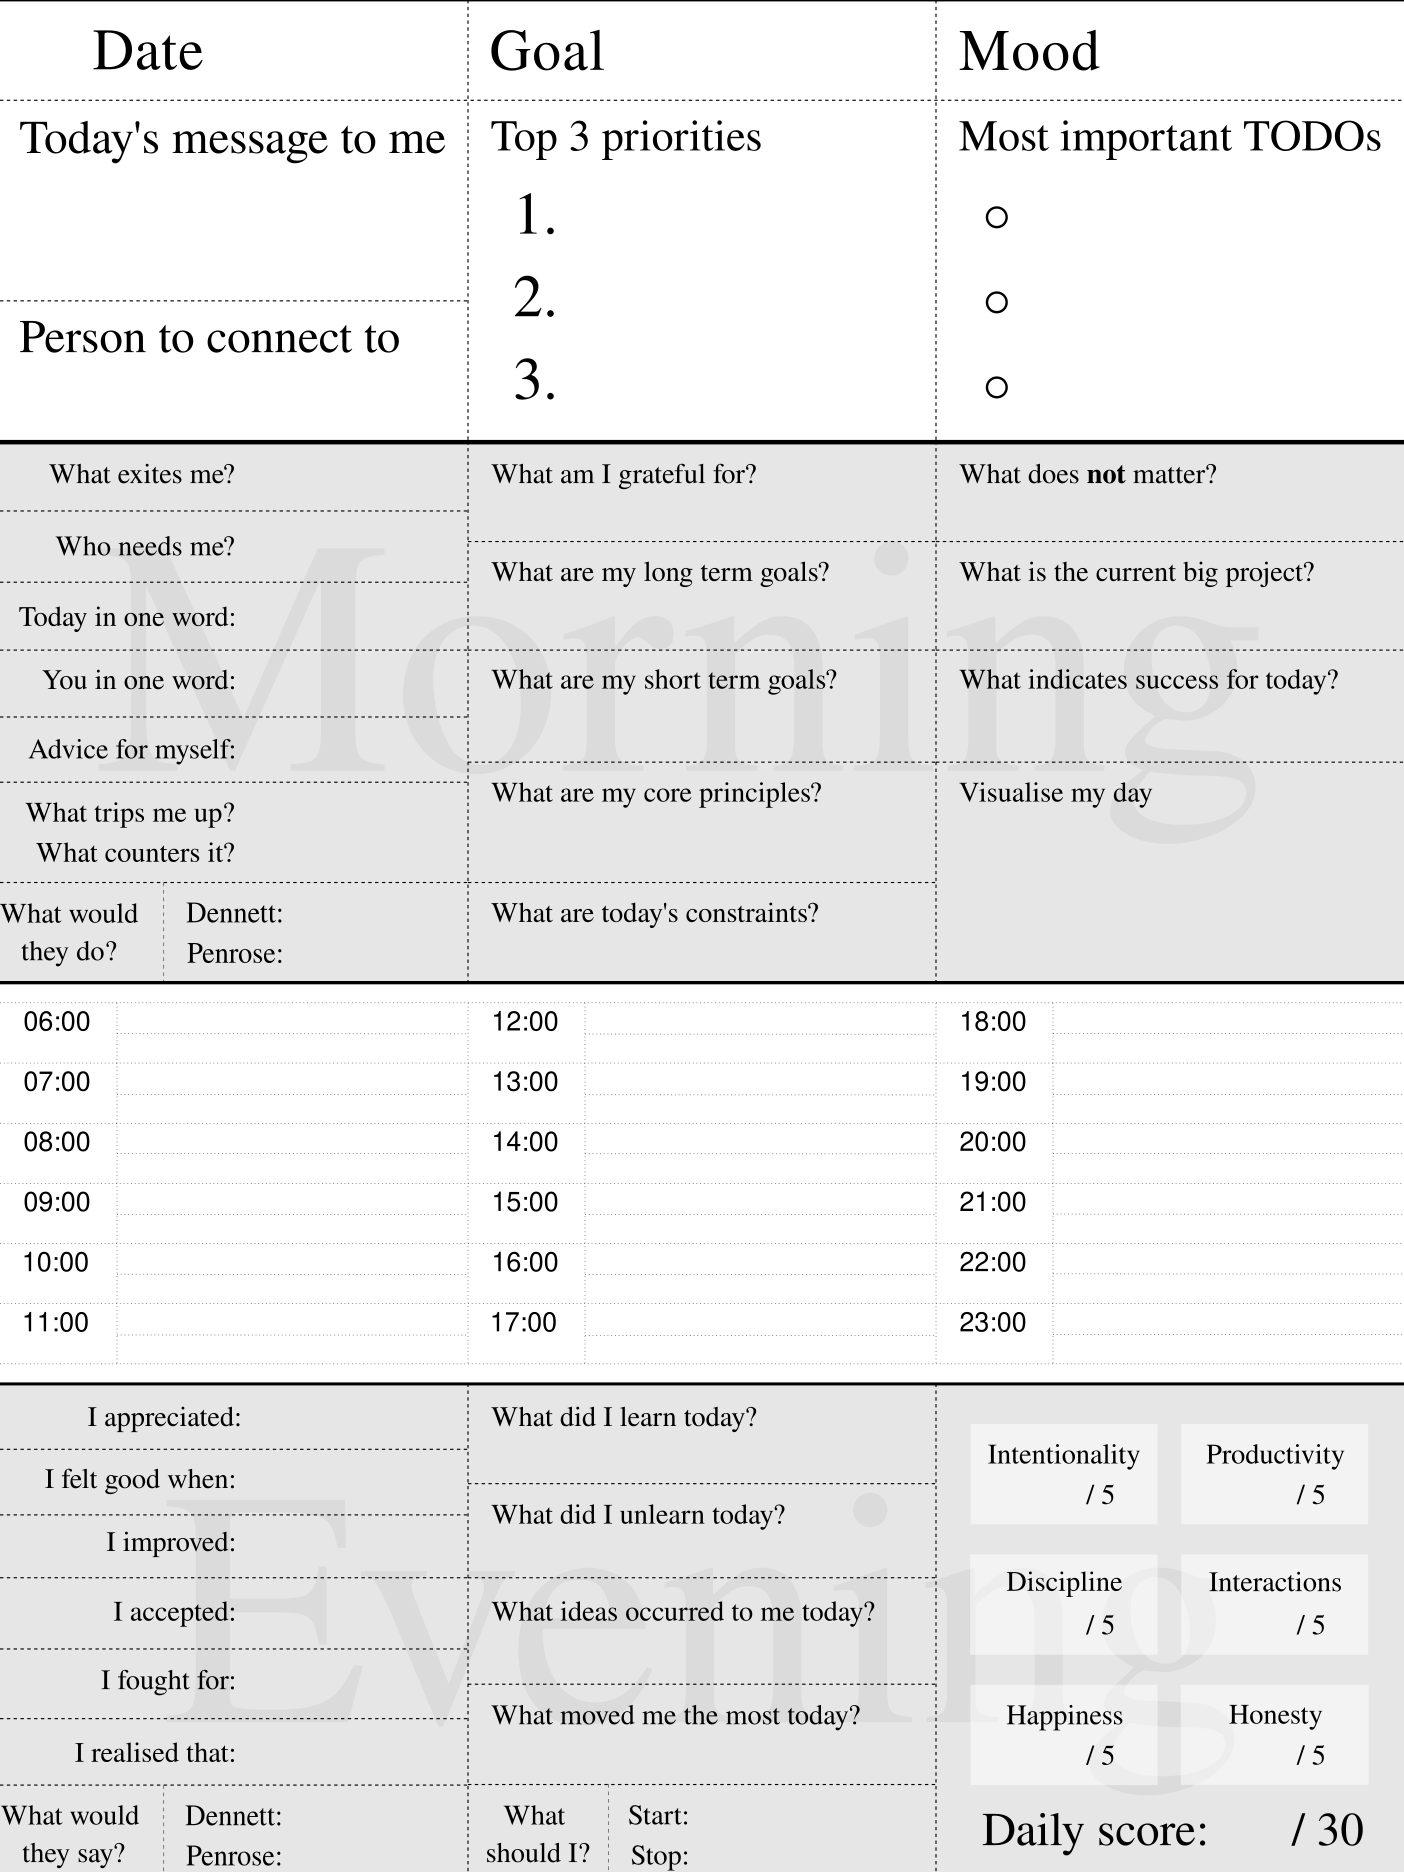 Date
Goal
Mood
Today's message to me
Person to connect to
Top 3 priorities
1.
2.
3.
Most important TODOs
Morning
What exites me?
Who needs me?
Today in one word:
You in one word:
Advice for myself:
What trips me up?
What counters it?
What would
they do?
Dennett:
Penrose:
What am I grateful for?
What are my long term goals?
What are my short term goals?
What are my core principles?
What are today's constraints?
What does not matter?
What is the current big project?
What indicates success for today?
Visualise my day
06:00
07:00
08:00
09:00
10:00
11:00
12:00
13:00
14:00
15:00
16:00
17:00
18:00
19:00
20:00
21:00
22:00
23:00
Evening
I appreciated:
I felt good when:
I improved:
I accepted:
I fought for:
I realised that:
What would
they say?
Dennett:
Penrose:
What did I learn today?
What did I unlearn today?
What ideas occurred to me today?
What moved me the most today?
What
should I?
Start:
Stop:
Intentionality
/ 5
Productivity
/ 5
Discipline
/ 5
Interactions
/ 5
Happiness
/ 5
Honesty
/ 5
Daily score: / 30